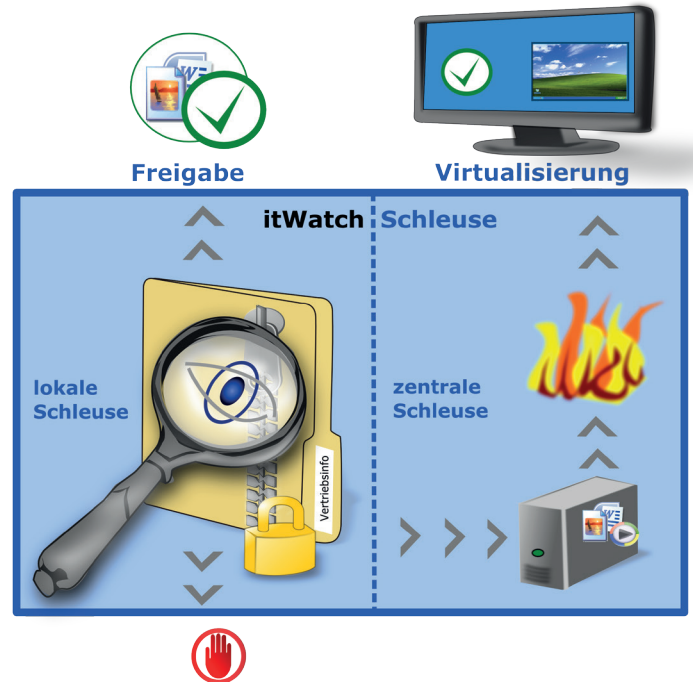 Freigabe
Virtualisierung
itWatch Schleuse
lokale
Schleuse
zentrale
Schleuse
Vertriebsinfo
W
W